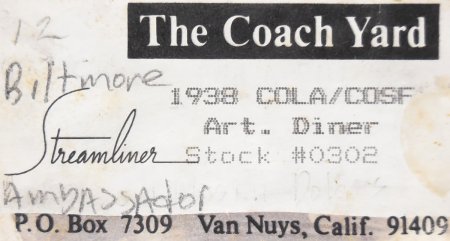 The Coach Yard
12
Biltmore
1938 COLA/COSF
Art. Diner
Streamliner Stock #0302
Ambassador
P.O. Box 7309 Van Nuys, Calif. 91409